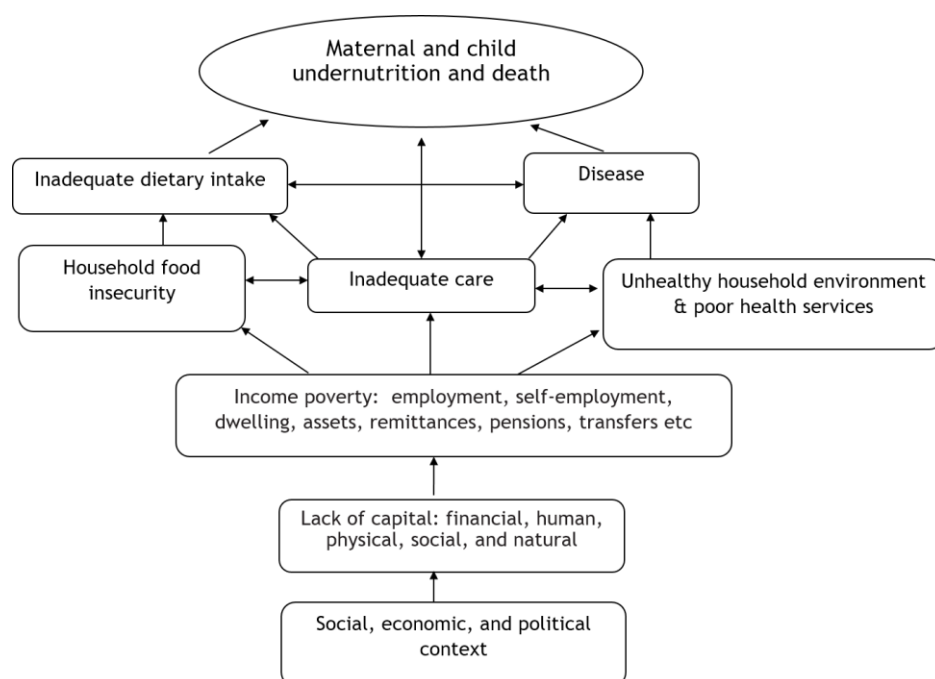 Maternal and child
undernutrition and death
Inadequate dietary intake
Disease
Household food
insecurity
Inadequate care
Unhealthy household environment
& poor health services
Income poverty: employment, self-employment,
dwelling, assets, remittances, pensions, transfers etc
Lack of capital: financial, human,
physical, social, and natural
Social, economic, and political
context